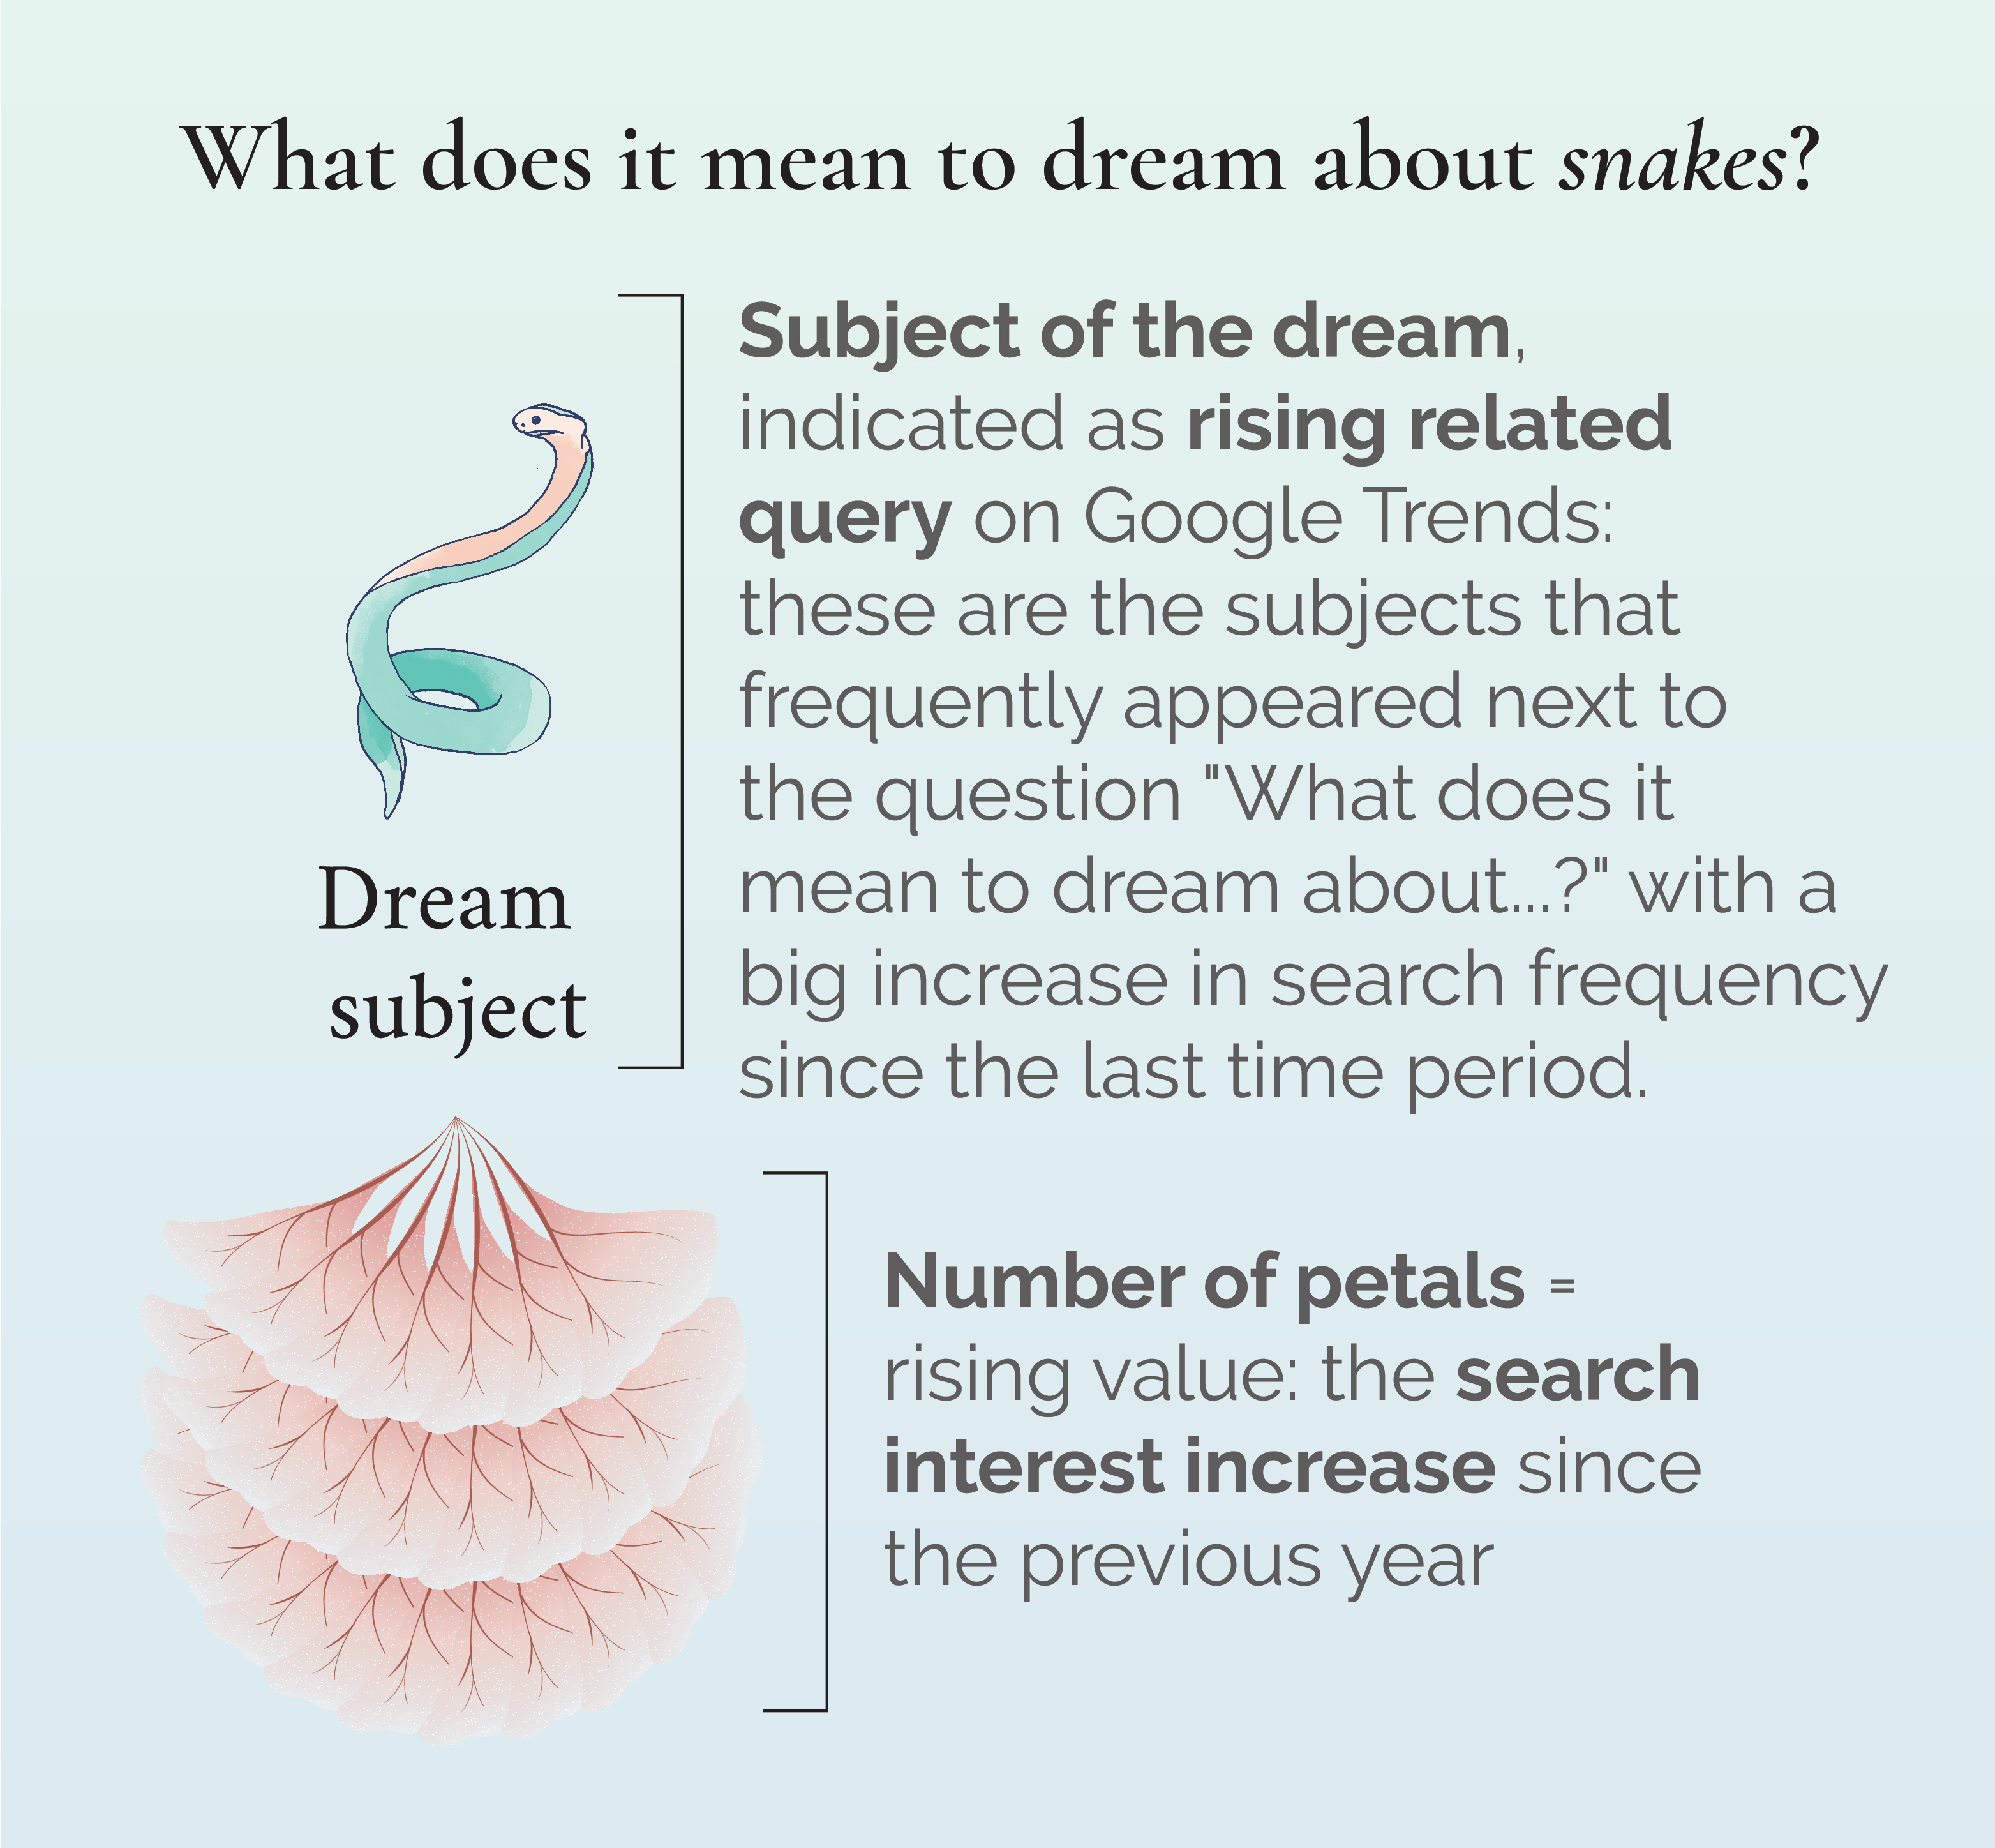 What does it mean to dream about snakes?
Subject of the dream,
indicated as rising related
query on Google Trends:
these are the subjects that
frequently appeared next to
the question "What does it
mean to dream about...?" with a
big increase in search frequency
since the last time period.
Dream
subject
Number of petals =
rising value: the search
interest increase since
the previous year